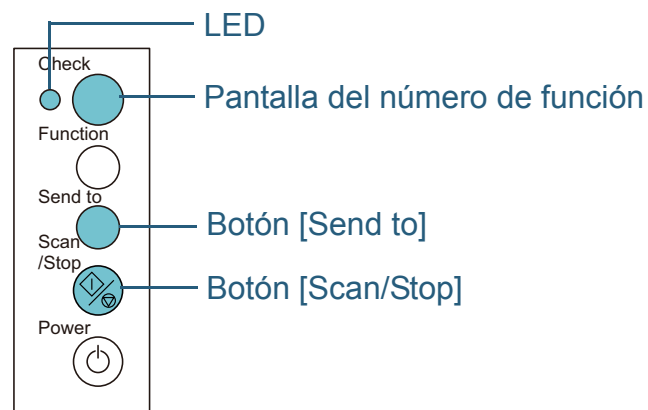 LED
Check
Pantalla del número de función
Function
Send to
Botón [Send to]
Scan
/Stop
Botón [Scan/Stop]
Power